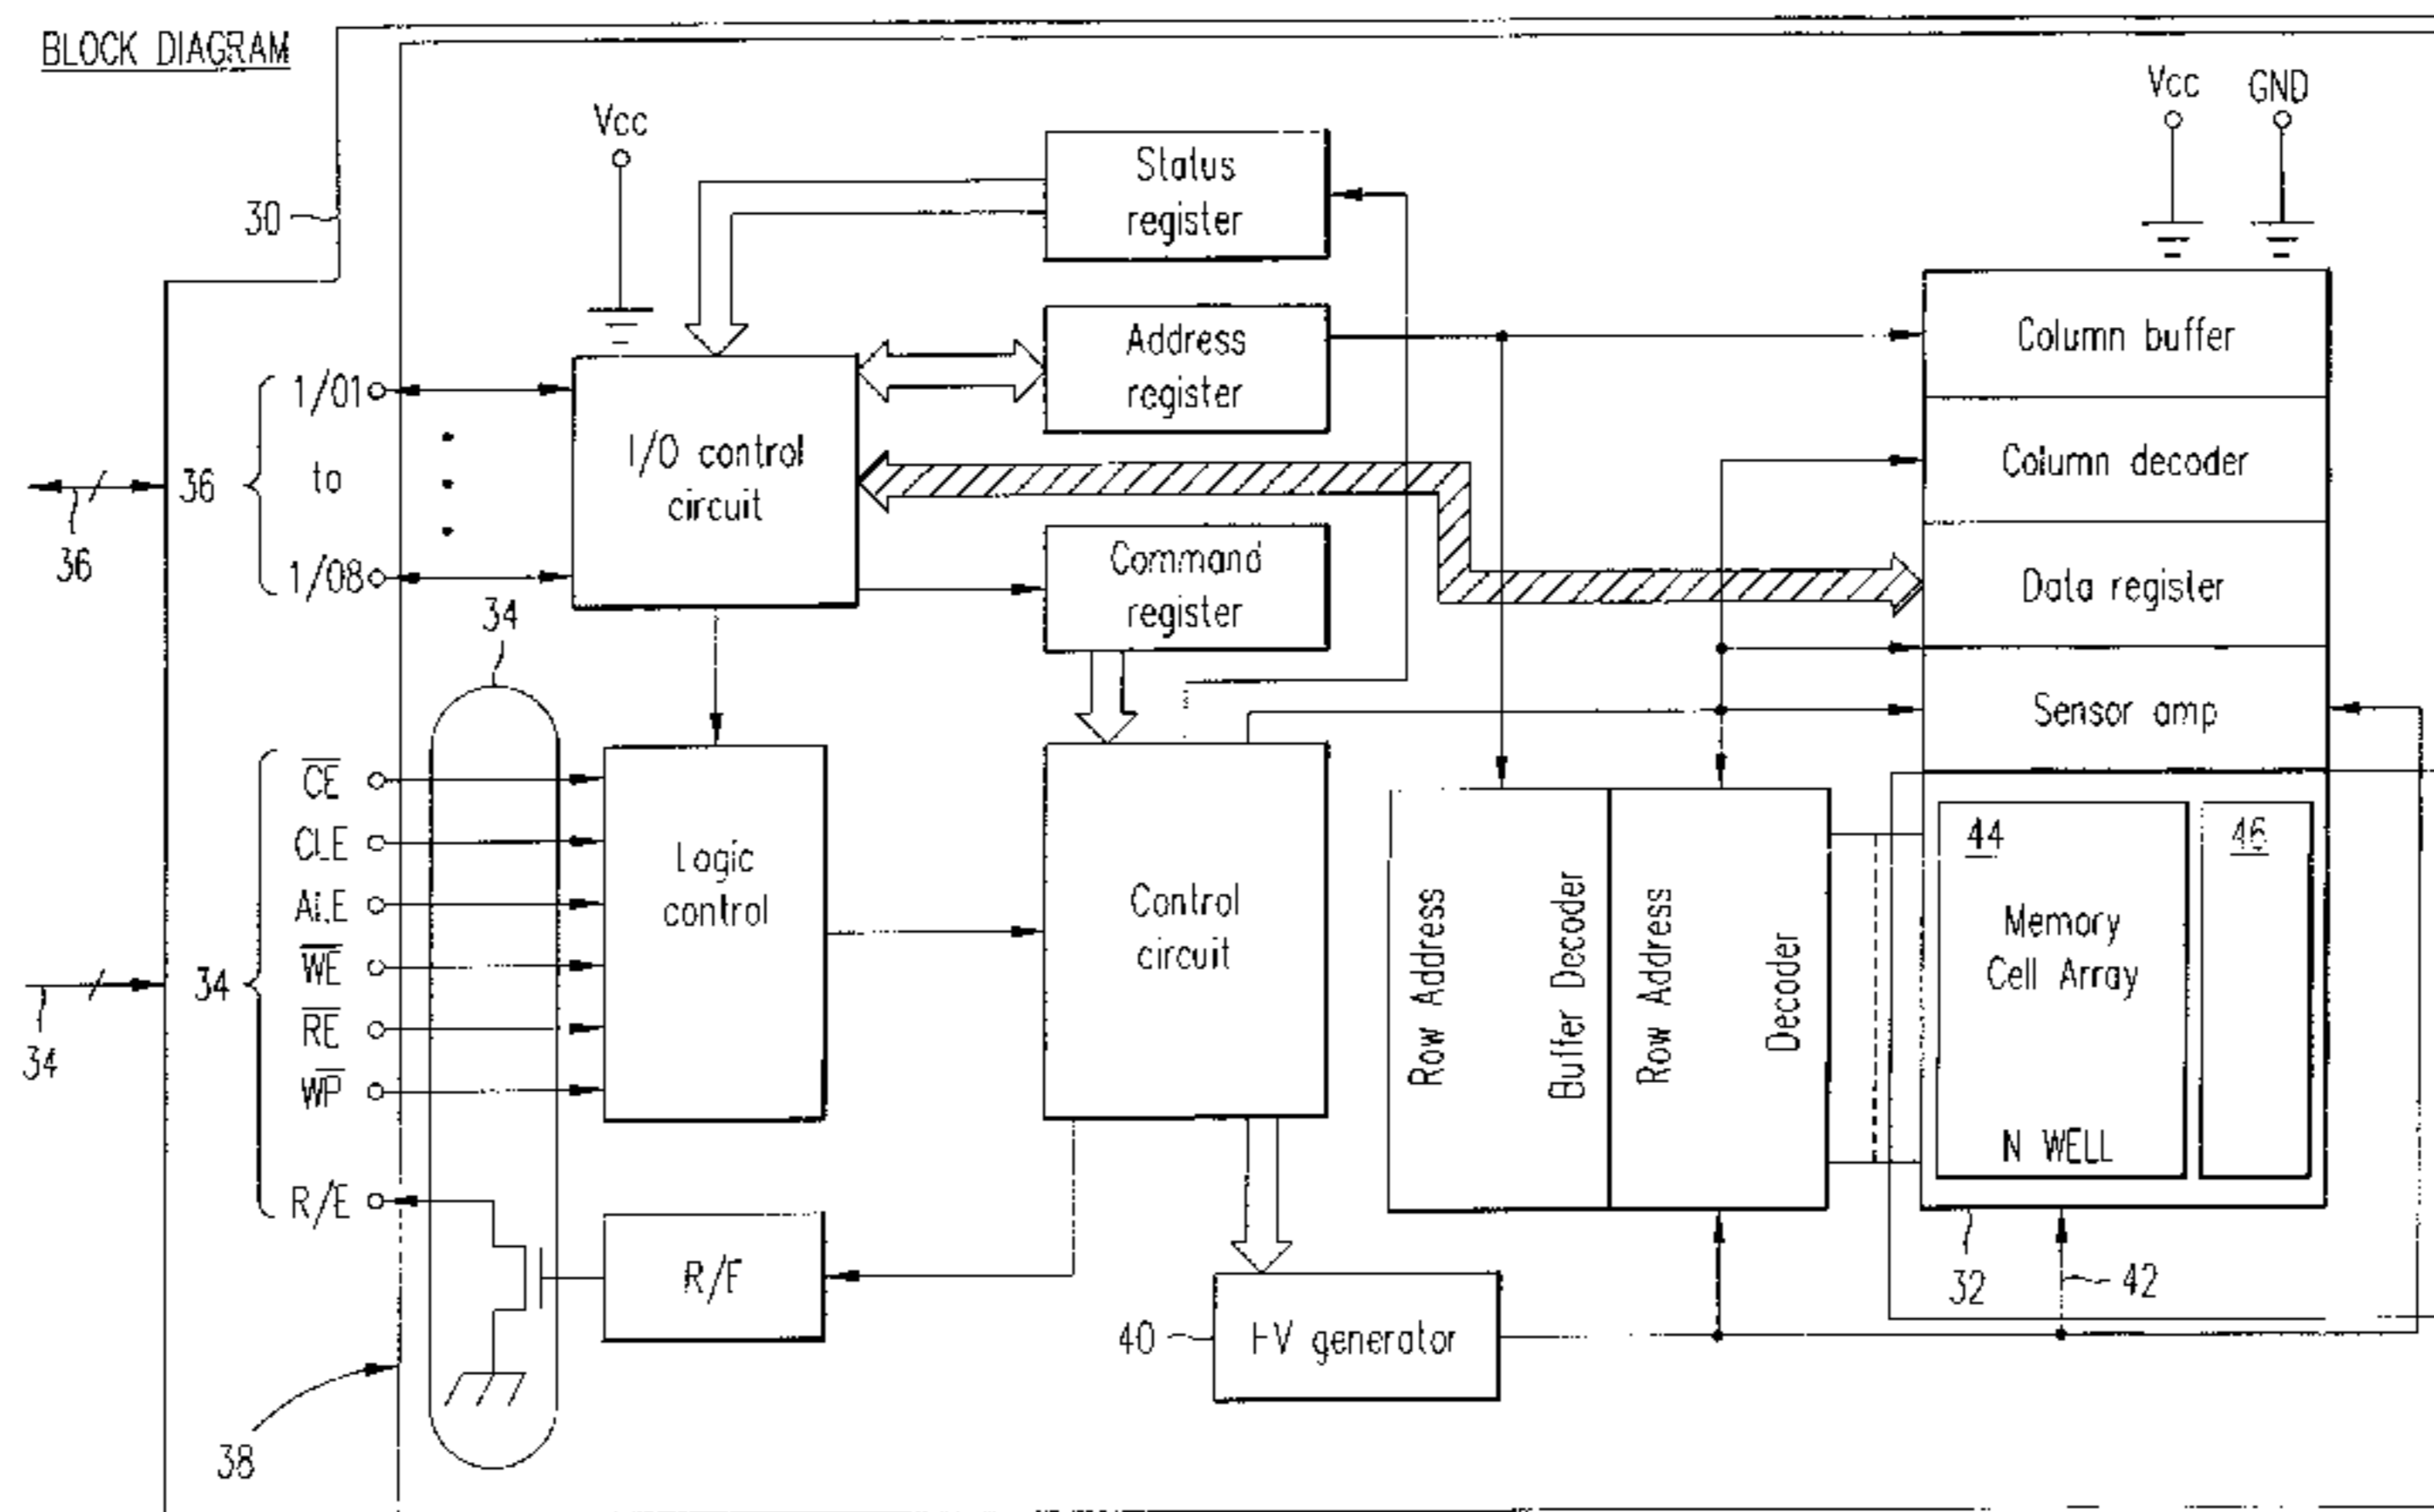 BLOCK DIAGRAM
Vcc
Vcc
GND
30
Status
register
Address
register
Column buffer
1/01
I/O control
circuit
Column decoder
36
36
to
1/08
Command
register
Data register
34
Sensor amp
CE
CLE
ALE
WE
RE
WP
34
34
Logic
control
Control
circuit
Row Address
Buffer Decoder
Row Address
Decoder
44
46
Memory
Cell Array
N WELL
R/E
R/E
40
HV generator
32
42
38